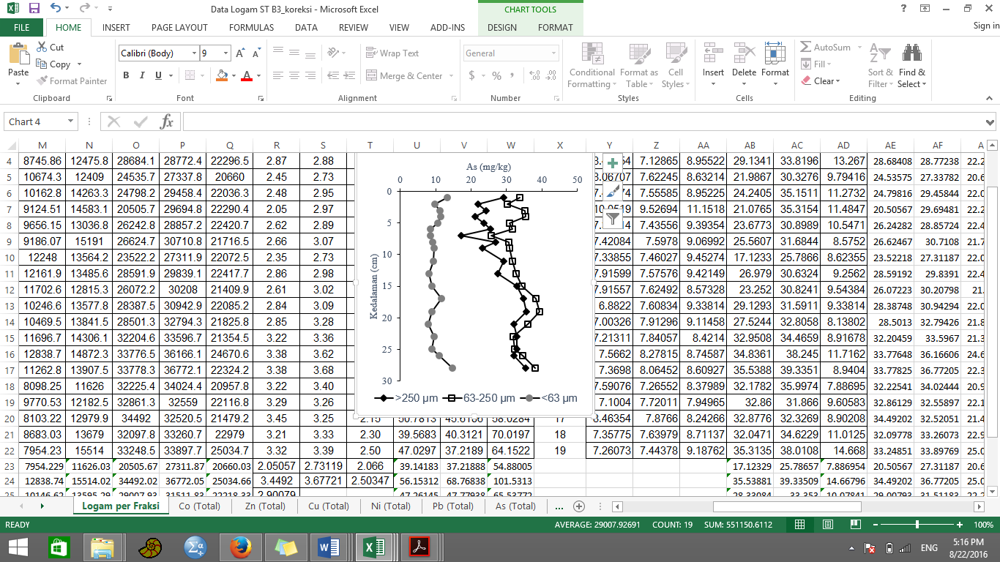 Data Logam ST B3_koreksi - Microsoft Excel
CHART TOOLS
?
Sign in
FILE HOME INSERT PAGE LAYOUT FORMULAS DATA REVIEW VIEW ADD-INS DESIGN FORMAT
Paste
Cut
Copy
Format Painter
Calibri (Body) 9
B I U
Wrap Text
Merge & Center
General
$ %
Conditional Formatting
Format as Table
Cell Styles
Insert Delete Format
AutoSum
Fill
Clear
Sort & Filter
Find & Select
Clipboard Font Alignment Number Styles Cells Editing
Chart 4
fx
M N O P Q R S T U V W X Y Z AA AB AC AD AE AF A
4 8745.86 12475.8 28684.1 28772.4 22296.5 2.87 2.88 7.12865 8.95522 29.1341 33.8196 13.267 28.68408 28.77238 22.2
5 10674.3 12409 24535.7 27337.8 20660 2.45 2.73 7.62245 8.63214 21.9867 30.3276 9.79416 24.53575 27.33782 20.6
6 10162.8 14263.3 24798.2 29458.4 22036.3 2.48 2.95 7.55585 8.95225 24.2405 35.1511 11.2732 24.79816 29.45844 22.0
7 9124.51 14583.1 20505.7 29694.8 22290.4 2.05 2.97 9.52694 11.1518 21.0765 35.3154 11.4847 20.50567 29.69481 22.2
8 9656.15 13036.8 26242.8 28857.2 22420.7 2.62 2.89 7.43556 9.39354 23.6773 30.8989 10.5471 26.24282 28.85724 22.4
9 9186.07 15191 26624.7 30710.8 21716.5 2.66 3.07 7.42084 7.5978 9.06992 25.5607 31.6844 8.5752 26.62467 30.7108 21.7
10 12248 13564.2 23522.2 27311.9 22072.5 2.35 2.73 7.33855 7.46027 9.45274 17.1233 25.7866 8.62355 23.52218 27.31187 22.0
11 12161.9 13485.6 28591.9 29839.1 22417.7 2.86 2.98 7.91599 7.57576 9.42149 26.979 30.6324 9.2562 28.59192 29.8391 22.4
12 11702.6 12815.3 26072.2 30208 21409.9 2.61 3.02 7.91557 7.62492 8.57328 23.252 30.8241 9.54384 26.07223 30.20798 21.
13 10246.6 13577.8 28387.5 30942.9 22085.2 2.84 3.09 6.8822 7.60834 9.33814 29.1293 31.5911 9.33814 28.38748 30.94294 22.0
14 10469.5 13841.5 28501.3 32794.3 21825.8 2.85 3.28 7.00326 7.91296 9.11458 27.5244 32.8058 8.13802 28.5013 32.79426 21.8
15 11696.7 14306.1 32204.6 33596.7 21354.5 3.22 3.36 7.21311 7.84057 8.4214 32.9508 34.4659 8.91678 32.20459 33.5967 21.3
16 12838.7 14872.3 33776.5 36166.1 24670.6 3.38 3.62 7.5662 8.27815 8.74587 34.8361 38.245 11.7162 33.77648 36.16606 24.6
17 11262.8 13907.5 33778.3 36772.1 22324.2 3.38 3.68 7.3698 8.06452 8.60927 35.5388 39.3351 8.9404 33.77825 36.77205 22.3
18 8098.25 11626 32225.4 34024.4 20957.8 3.22 3.40 7.59076 7.26552 8.37989 32.1782 35.9974 7.88695 32.22541 34.02444 20.9
19 9770.53 12182.5 32861.3 32559 22116.8 3.29 3.26 7.1004 7.72011 7.94965 32.86 31.866 9.60583 32.86129 32.55897 22.1
20 8103.22 12979.9 34492 32520.5 21479.2 3.45 3.25 2.15 50.7813 45.6186 58.0284 17 6.46354 7.8766 8.24266 32.8776 32.3269 8.90208 34.49202 32.52051 21.4
21 8683.03 13679 32097.8 33260.7 22979 3.21 3.33 2.30 39.5683 40.3121 70.0197 18 7.35775 7.63979 8.71137 32.0471 34.6229 11.0125 32.09778 33.26073 22.9
22 7954.23 15514 33248.5 33897.7 25034.7 3.32 3.39 2.50 47.0297 37.2189 64.1522 19 7.26073 7.44378 9.18762 35.3135 38.0108 14.668 33.24851 33.89769 25.0
23 7954.229 11626.03 20505.67 27311.87 20660.03 2.05057 2.73119 2.066 39.14183 37.21888 54.88005 17.12329 25.78657 7.886954 20.50567 27.31187 20.6
24 12838.74 15514.02 34492.02 36772.05 25034.66 3.4492 3.67721 2.50347 56.15312 68.76838 101.5313 35.53881 39.33509 14.66796 34.49202 36.77205 25.0
As (mg/kg)
0 10 20 30 40 50
Kedalaman (cm)
0
5
10
15
20
25
30
>250 µm 63-250 µm <63 µm
Logam per Fraksi Co (Total) Zn (Total) Cu (Total) Ni (Total) Pb (Total) As (Total) ...
READY AVERAGE: 29007.92691 COUNT: 19 SUM: 551150.6112 100%
ENG
5:16 PM
8/22/2016